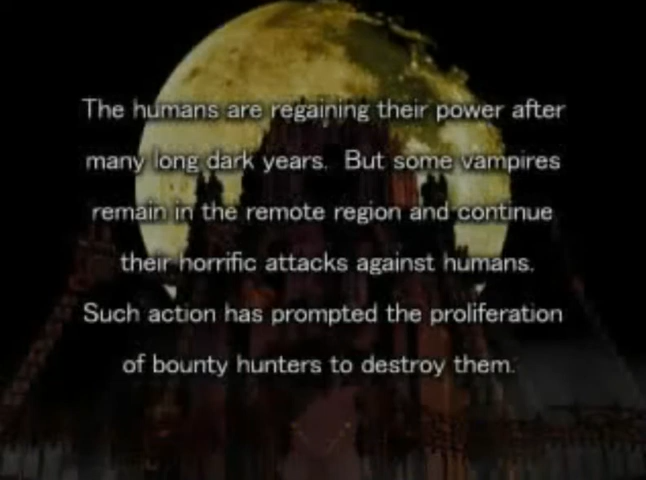 The humans are regaining their power after
many long dark years. But some vampires
remain in the remote region and continue
their horrific attacks against humans.
Such action has prompted the proliferation
of bounty hunters to destroy them.